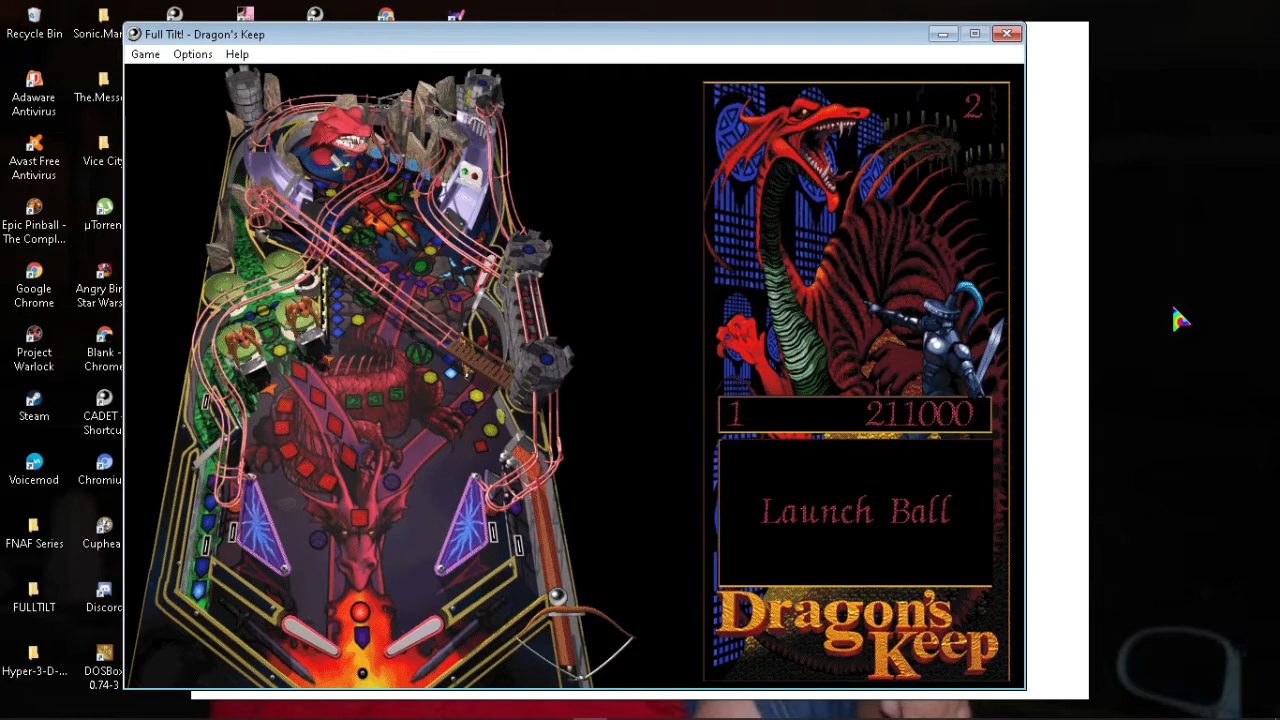 Recycle Bin
Sonic.Man
Adaware
Antivirus
The.Messe
Avast Free
Antivirus
Vice City
Epic Pinball -
The Compl...
µTorren
Google
Chrome
Angry Bir
Star Wars
Project
Warlock
Blank -
Chrome
Steam
CADET -
Shortcu
Voicemod
Chromiu
FNAF Series
Cuphea
FULLTILT
Discord
Hyper-3-D-...
DOSBox
0.74-3
Full Tilt! - Dragon's Keep
Game Options Help
2
1 211000
Launch Ball
Dragon's
Keep